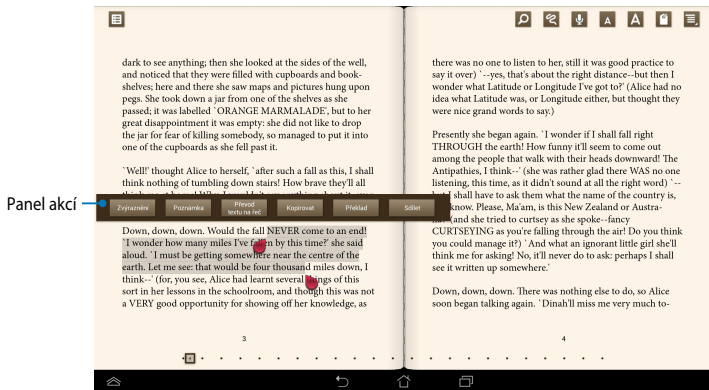 dark to see anything; then she looked at the sides of the well,
and noticed that they were filled with cupboards and book-
shelves; here and there she saw maps and pictures hung upon
pegs. She took down a jar from one of the shelves as she
passed; it was labelled `ORANGE MARMALADE', but to her
great disappointment it was empty: she did not like to drop
the jar for fear of killing somebody, so managed to put it into
one of the cupboards as she fell past it.
`Well!' thought Alice to herself, `after such a fall as this, I shall
think nothing of tumbling down stairs! How brave they'll all
Panel akcí
Zvýraznění
Poznámka
Převod
textu na řeč
Kopírovat
Překlad
Sdílet
Down, down, down. Would the fall NEVER come to an end!
`I wonder how many miles I've fallen by this time?' she said
aloud. `I must be getting somewhere near the centre of the
earth. Let me see: that would be four thousand miles down, I
think--' (for, you see, Alice had learnt several things of this
sort in her lessons in the schoolroom, and though this was not
a VERY good opportunity for showing off her knowledge, as
3
A
A
there was no one to listen to her, still it was good practice to
say it over) `--yes, that's about the right distance--but then I
wonder what Latitude or Longitude I've got to?' (Alice had no
idea what Latitude was, or Longitude either, but thought they
were nice grand words to say.)
Presently she began again. `I wonder if I shall fall right
THROUGH the earth! How funny it'll seem to come out
among the people that walk with their heads downward! The
Antipathies, I think--' (she was rather glad there WAS no one
listening, this time, as it didn't sound at all the right word) `--
but I shall have to ask them what the name of the country is,
know. Please, Ma'am, is this New Zealand or Austra-
(and she tried to curtsey as she spoke--fancy
CURTSEYING as you're falling through the air! Do you think
you could manage it?) `And what an ignorant little girl she'll
think me for asking! No, it'll never do to ask: perhaps I shall
see it written up somewhere.'
Down, down, down. There was nothing else to do, so Alice
soon began talking again. `Dinah'll miss me very much to-
4